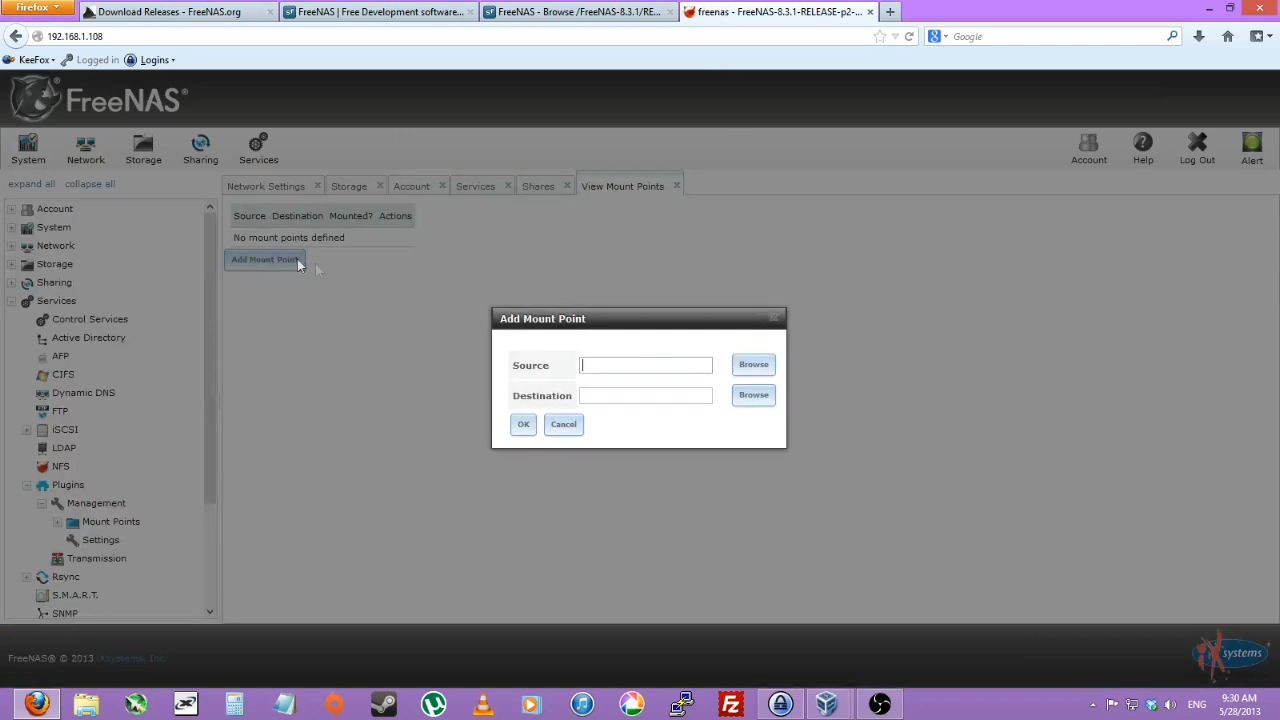 Firefox
Download Releases - FreeNAS.org
FreeNAS | Free Development software...
FreeNAS - Browse /FreeNAS-8.3.1/RE...
freenas - FreeNAS-8.3.1-RELEASE-p2-...
192.168.1.108
Google
KeeFox
Logged in
Logins
FreeNAS®
System
Network
Storage
Sharing
Services
Account
Help
Log Out
Alert
expand all
collapse all
Network Settings
Storage
Account
Services
Shares
View Mount Points
Account
System
Network
Storage
Sharing
Services
Control Services
Active Directory
AFP
CIFS
Dynamic DNS
FTP
iSCSI
LDAP
NFS
Plugins
Management
Mount Points
Settings
Transmission
Rsync
S.M.A.R.T.
SNMP
Source Destination Mounted? Actions
No mount points defined
Add Mount Point
Add Mount Point
Source
Browse
Destination
Browse
OK
Cancel
FreeNAS® © 2013 iXsystems, Inc.
iXsystems
ENG
9:30 AM
5/28/2013